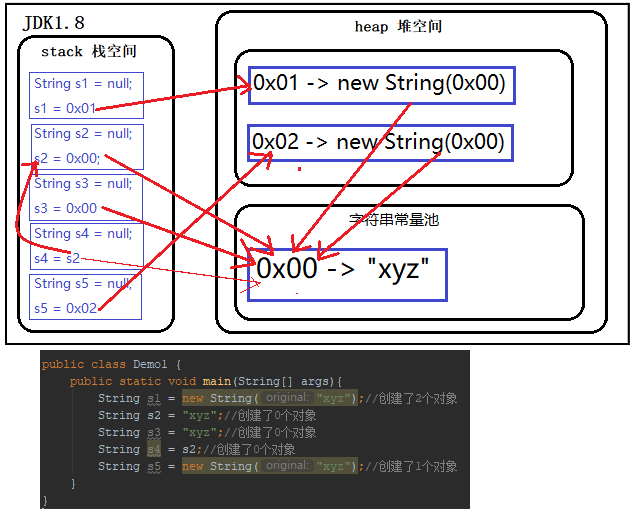 JDK1.8
stack 栈空间
String s1 = null;
s1 = 0x01
String s2 = null;
s2 = 0x00;
String s3 = null;
s3 = 0x00
String s4 = null;
s4 = s2
String s5 = null;
s5 = 0x02
heap 堆空间
0x01 -> new String(0x00)
0x02 -> new String(0x00)
字符串常量池
0x00 -> "xyz"
public class Demo1 {
public static void main(String[] args){
String s1 = new String( original: "xyz");//创建了2个对象
String s2 = "xyz";//创建了0个对象
String s3 = "xyz";//创建了0个对象
String s4 = s2;//创建了0个对象
String s5 = new String( original: "xyz");//创建了1个对象
}
}